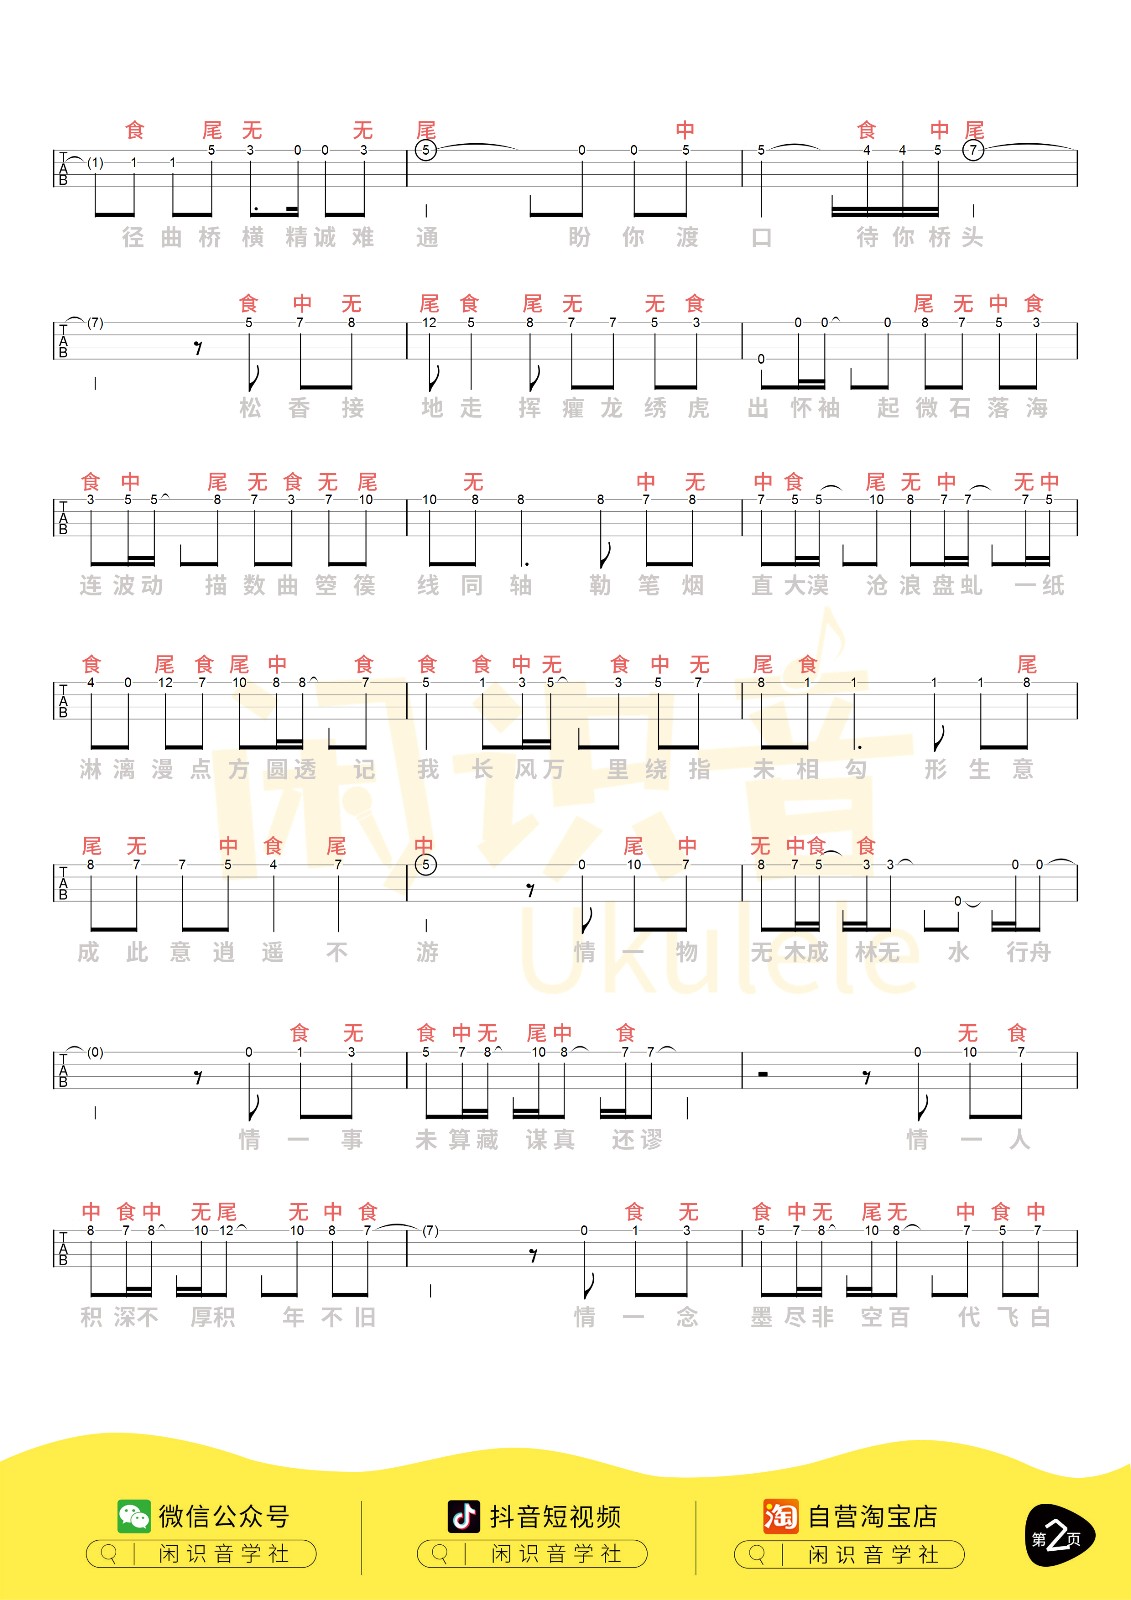 食 尾 无 无 尾 中 食 中 尾
T A B (1) 1 1 5 3 0 0 3 5 0 0 5 5 4 4 5 7
径 曲 桥 横 精 诚 难 通 盼 你 渡 口 待 你 桥 头
食 中 无 尾 食 尾 无 无 食 尾 无 中 食
T A B (7) 5 7 8 12 5 8 7 7 5 3 0 0 0 0 8 7 5 3
松 香 接 地 走 挥 癯 龙 绣 虎 出 怀 袖 起 微 石 落 海
食 中 尾 无 食 无 尾 无 中 无 中 食 尾 无 中 无 中
T A B 3 5 5 8 7 3 7 10 10 8 8 8 7 8 7 5 5 10 8 7 7 7 5
连 波 动 描 数 曲 箜 篌 线 同 轴 勒 笔 烟 直 大 漠 沧 浪 盘 虬 一 纸
食 尾 食 尾 中 食 食 食 中 无 食 中 无 尾 食 尾
T A B 4 0 12 7 10 8 8 7 5 1 3 5 3 5 7 8 1 1 1 1 8
淋 漓 漫 点 方 圆 透 记 我 长 风 万 里 绕 指 未 相 勾 形 生 意
尾 无 中 食 尾 中 尾 中 无 中 食 食
T A B 8 7 7 5 4 7 5 0 10 7 8 7 5 3 3 0 0 0
成 此 意 逍 遥 不 游 情 一 物 无 木 成 林 无 水 行 舟
食 无 食 中 无 尾 中 食 无 食
T A B (0) 0 1 3 5 7 8 10 8 7 7 0 10 7
情 一 事 未 算 藏 谋 真 还 谬 情 一 人
中 食 中 无 尾 无 中 食 食 无 食 中 无 尾 无 中 食 中
T A B 8 7 8 10 12 10 8 7 (7) 0 1 3 5 7 8 10 8 7 5 7
积 深 不 厚 积 年 不 旧 情 一 念 墨 尽 非 空 百 代 飞 白
闲识音
Ukulele
微信公众号 抖音短视频 自营淘宝店
闲识音学社 闲识音学社 闲识音学社
淘
第2页